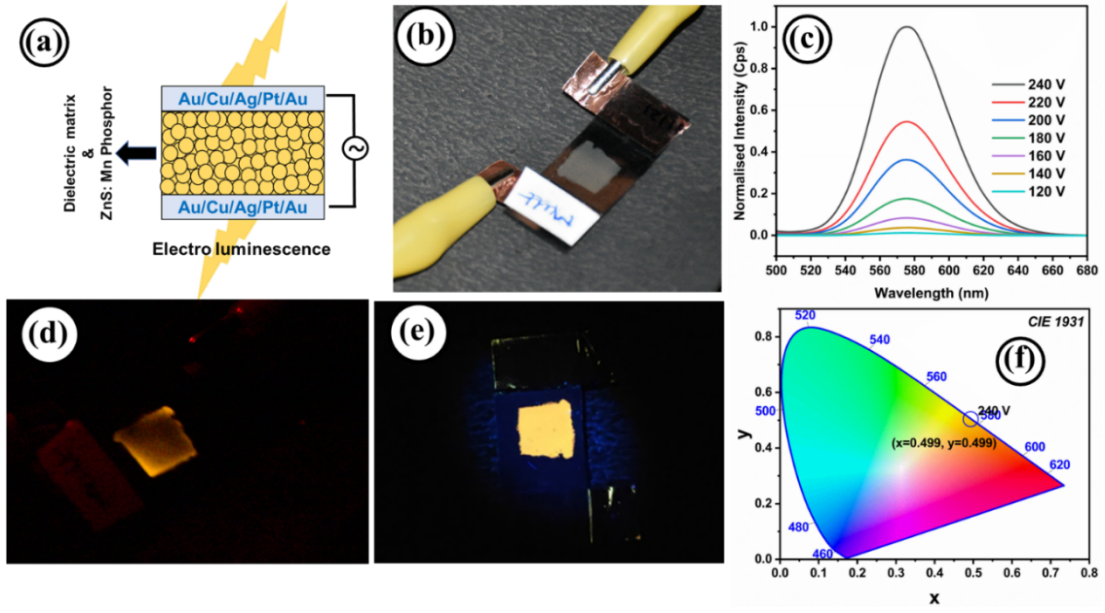 (a)
Au/Cu/Ag/Pt/Au
Dielectric matrix
&
ZnS: Mn Phosphor
Au/Cu/Ag/Pt/Au
Electro luminescence
(b)
(c)
Normalised Intensity (Cps)
1.0
0.8
0.6
0.4
0.2
0.0
240 V
220 V
200 V
180 V
160 V
140 V
120 V
500 520 540 560 580 600 620 640 660 680
Wavelength (nm)
(d)
(e)
(f)
CIE 1931
y
0.8
0.6
0.4
0.2
0.0
520
540
560
500
240 V
580
(x=0.499, y=0.499)
600
620
480
460
0.0 0.1 0.2 0.3 0.4 0.5 0.6 0.7 0.8
x